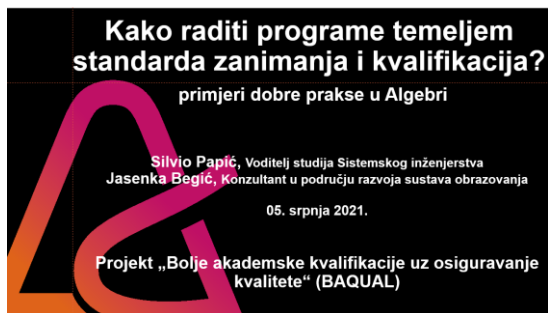 Kako raditi programe temeljem
standarda zanimanja i kvalifikacija?
primjeri dobre prakse u Algebri
Silvio Papić, Voditelj studija Sistemskog inženjerstva
Jasenka Begić, Konzultant u području razvoja sustava obrazovanja
05. srpnja 2021.
Projekt „Bolje akademske kvalifikacije uz osiguravanje
kvalitete“ (BAQUAL)